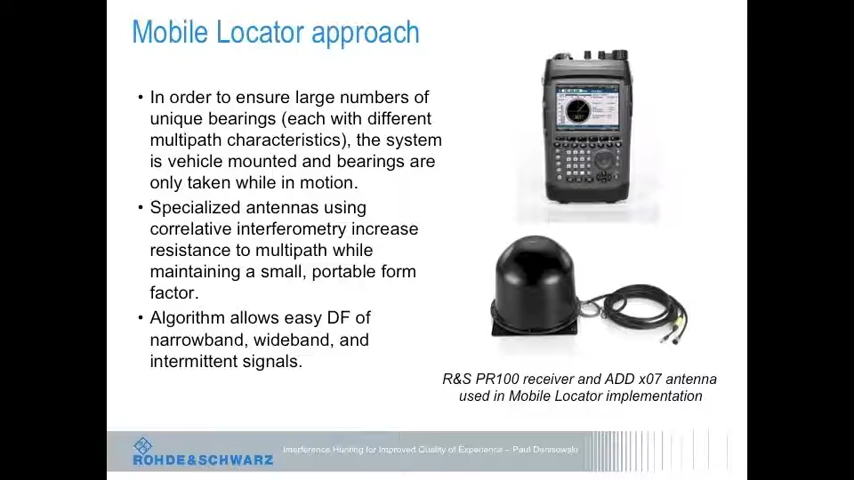 Mobile Locator approach
• In order to ensure large numbers of
unique bearings (each with different
multipath characteristics), the system
is vehicle mounted and bearings are
only taken while in motion.
• Specialized antennas using
correlative interferometry increase
resistance to multipath while
maintaining a small, portable form
factor.
• Algorithm allows easy DF of
narrowband, wideband, and
intermittent signals.
R&S PR100 receiver and ADD x07 antenna
used in Mobile Locator implementation
ROHDE&SCHWARZ
Interference Hunting for Improved Quality of Experience – Paul Denisowski